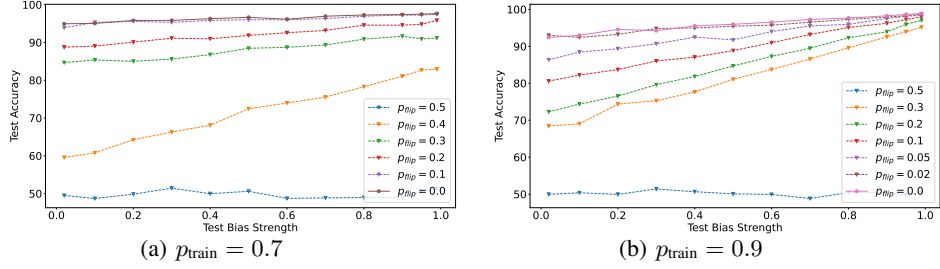 100
90
80
70
60
50
Test Accuracy
0.0 0.2 0.4 0.6 0.8 1.0
Test Bias Strength
p_flip = 0.5
p_flip = 0.4
p_flip = 0.3
p_flip = 0.2
p_flip = 0.1
p_flip = 0.0
(a) p_train = 0.7
100
90
80
70
60
50
Test Accuracy
0.0 0.2 0.4 0.6 0.8 1.0
Test Bias Strength
p_flip = 0.5
p_flip = 0.3
p_flip = 0.2
p_flip = 0.1
p_flip = 0.05
p_flip = 0.02
p_flip = 0.0
(b) p_train = 0.9